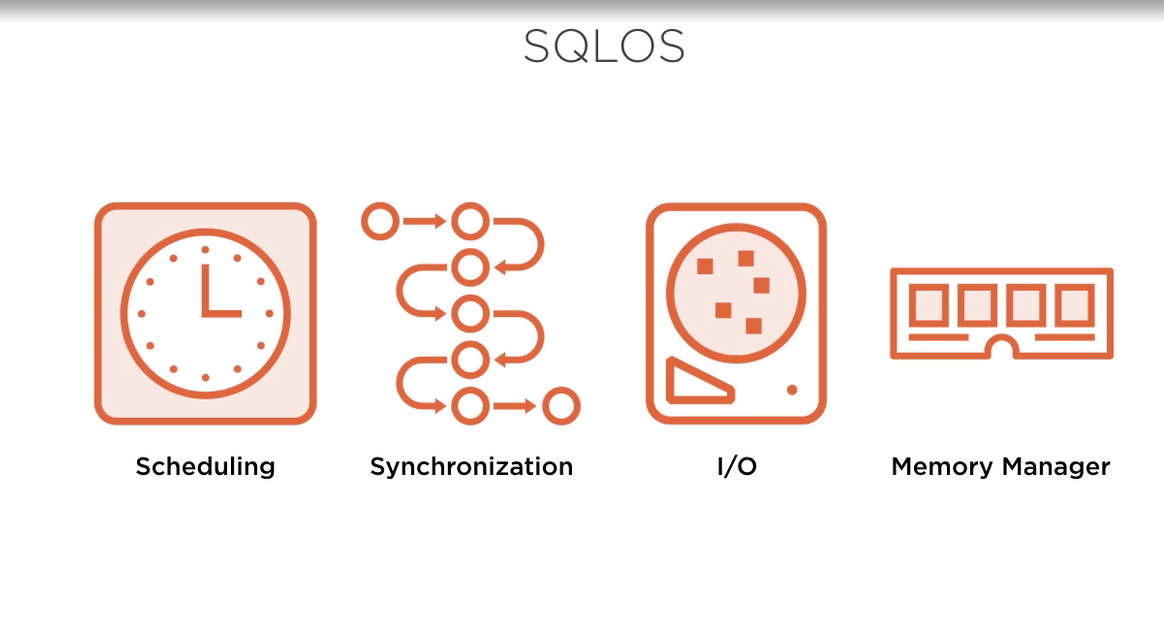 SQLOS
Scheduling
Synchronization
I/O
Memory Manager